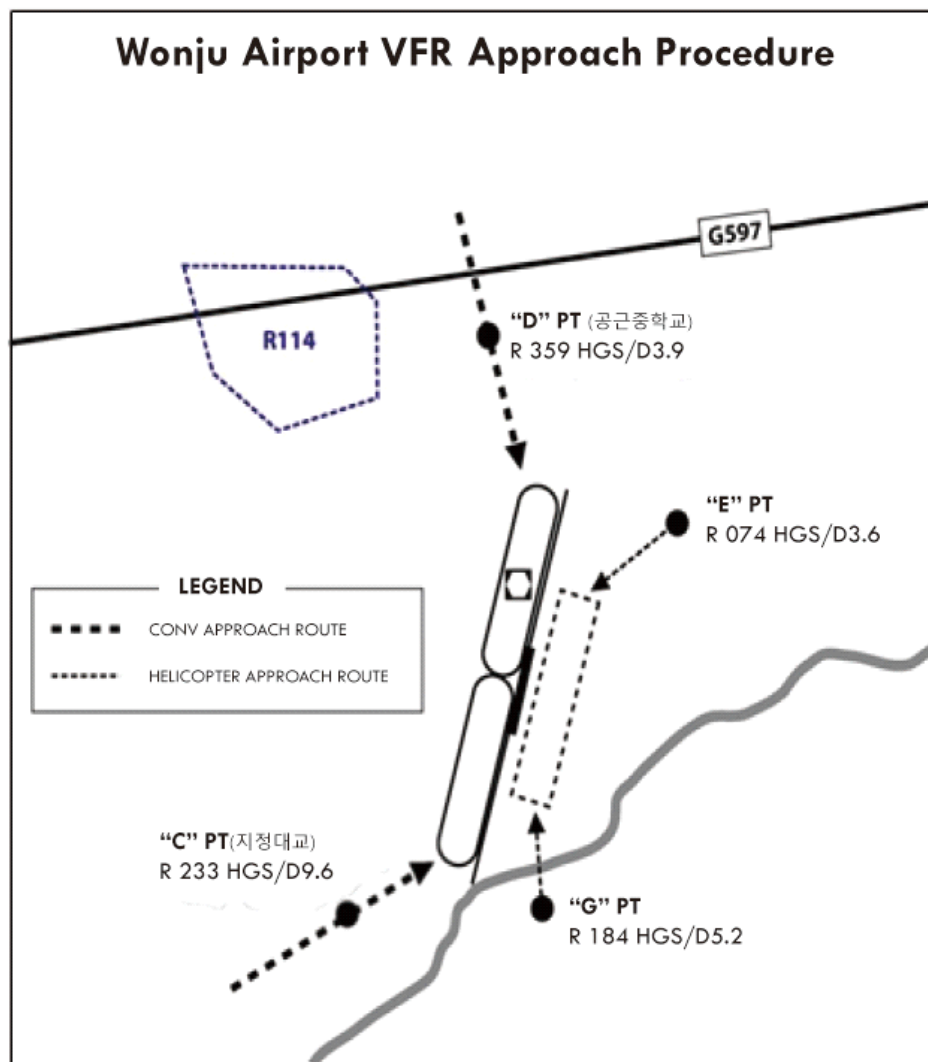 Wonju Airport VFR Approach Procedure
G597
R114
“D” PT (공근중학교)
R 359 HGS/D3.9
“E” PT
R 074 HGS/D3.6
LEGEND
CONV APPROACH ROUTE
HELICOPTER APPROACH ROUTE
“C” PT(지정대교)
R 233 HGS/D9.6
“G” PT
R 184 HGS/D5.2